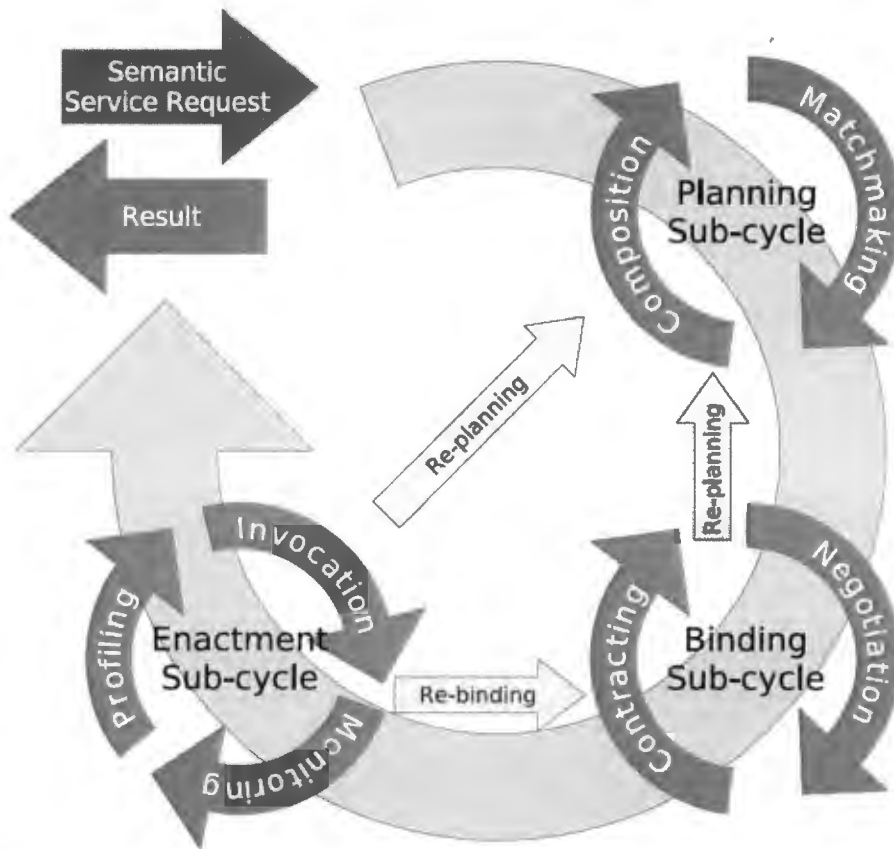 Semantic
Service Request
Result
Composition
Matchmaking
Planning
Sub-cycle
Re-planning
Re-planning
Invocation
Profiling
Monitoring
Enactment
Sub-cycle
Re-binding
Contracting
Negotiation
Binding
Sub-cycle